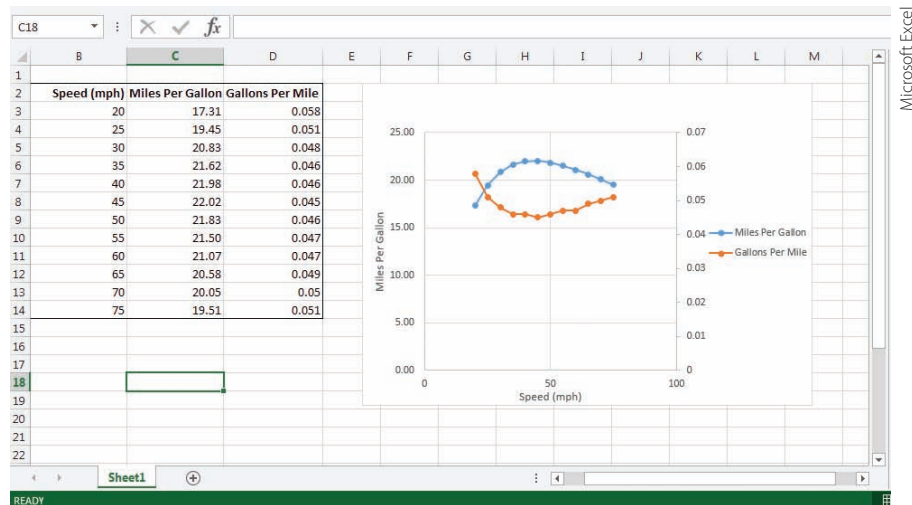 Microsoft Excel
C18 fx
B C D E F G H I J K L M
1
2 Speed (mph) Miles Per Gallon Gallons Per Mile
3 20 17.31 0.058
4 25 19.45 0.051
5 30 20.83 0.048
6 35 21.62 0.046
7 40 21.98 0.046
8 45 22.02 0.045
9 50 21.83 0.046
10 55 21.50 0.047
11 60 21.07 0.047
12 65 20.58 0.049
13 70 20.05 0.05
14 75 19.51 0.051
15
16
17
18
19
20
21
22
25.00 0.07
0.06
20.00
0.05
15.00
0.04 Miles Per Gallon
Gallons Per Mile
0.03
10.00
0.02
5.00
0.01
0.00 0
0 50 100
Miles Per Gallon
Speed (mph)
Sheet1
READY